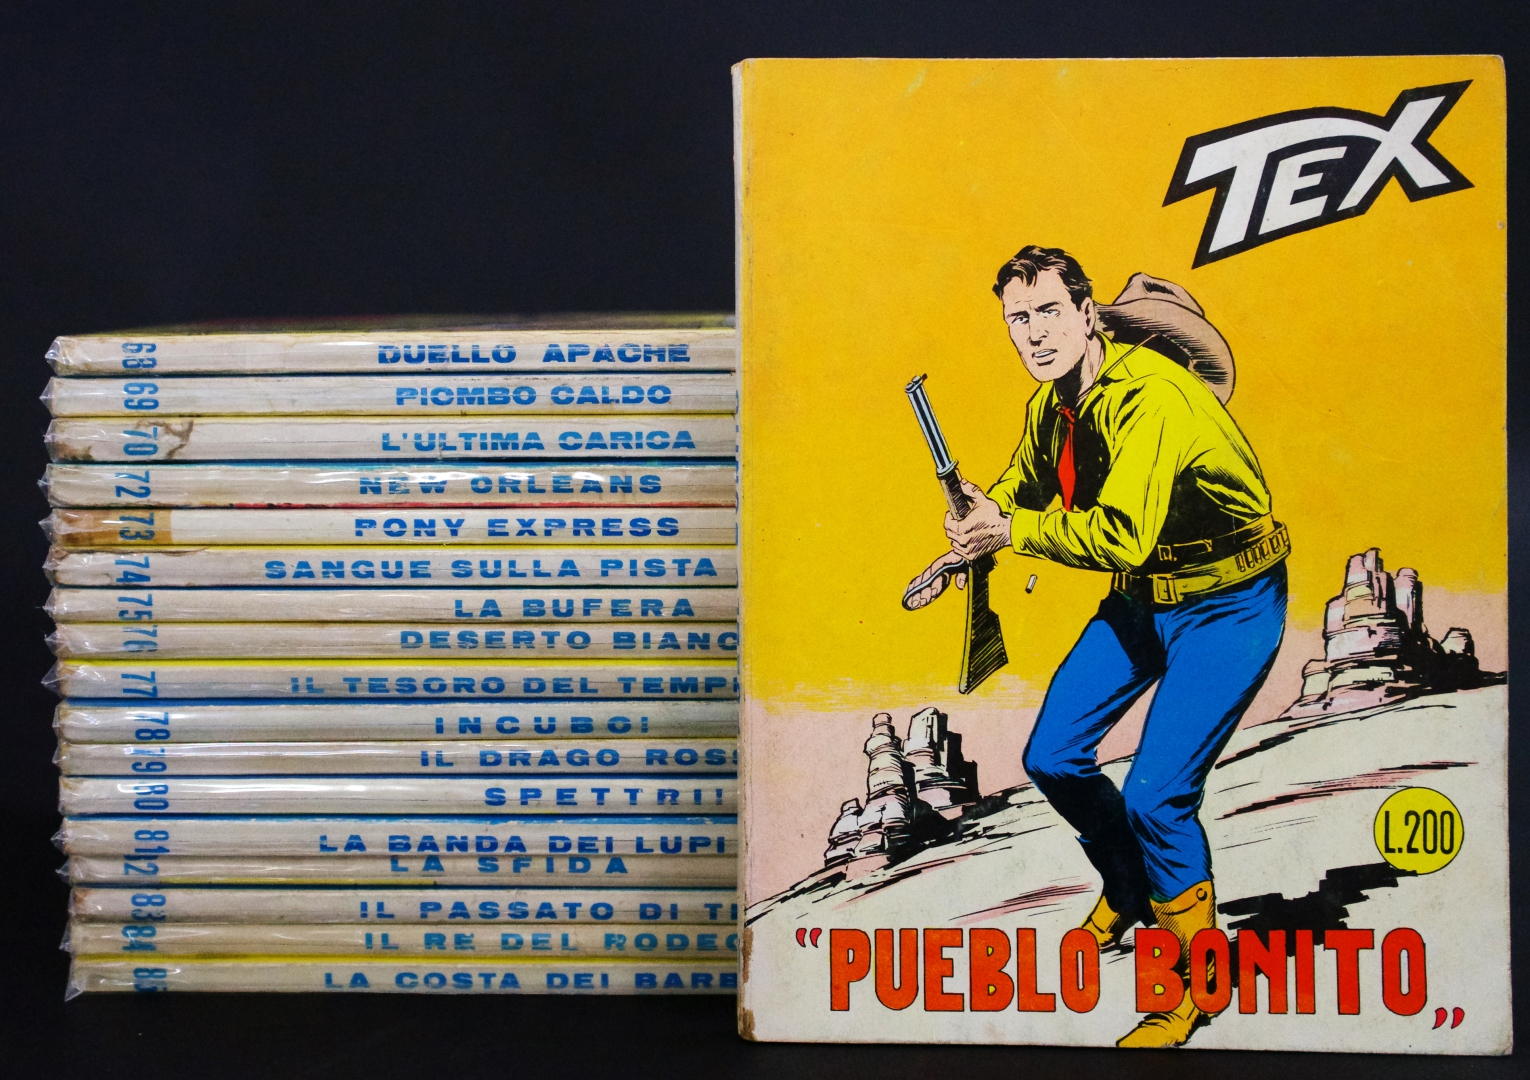 68 DUELLO APACHE
69 PIOMBO CALDO
70 L'ULTIMA CARICA
72 NEW ORLEANS
73 PONY EXPRESS
74 SANGUE SULLA PISTA
75 LA BUFERA
76 DESERTO BIANC
77 IL TESORO DEL TEMP
78 INCUBO!
79 IL DRAGO ROS
80 SPETTRI!
81 LA BANDA DEI LUPI
LA SFIDA
83 IL PASSATO DI T
84 IL RE DEL RODEO
85 LA COSTA DEI BARB
TEX
L.200
“PUEBLO BONITO„